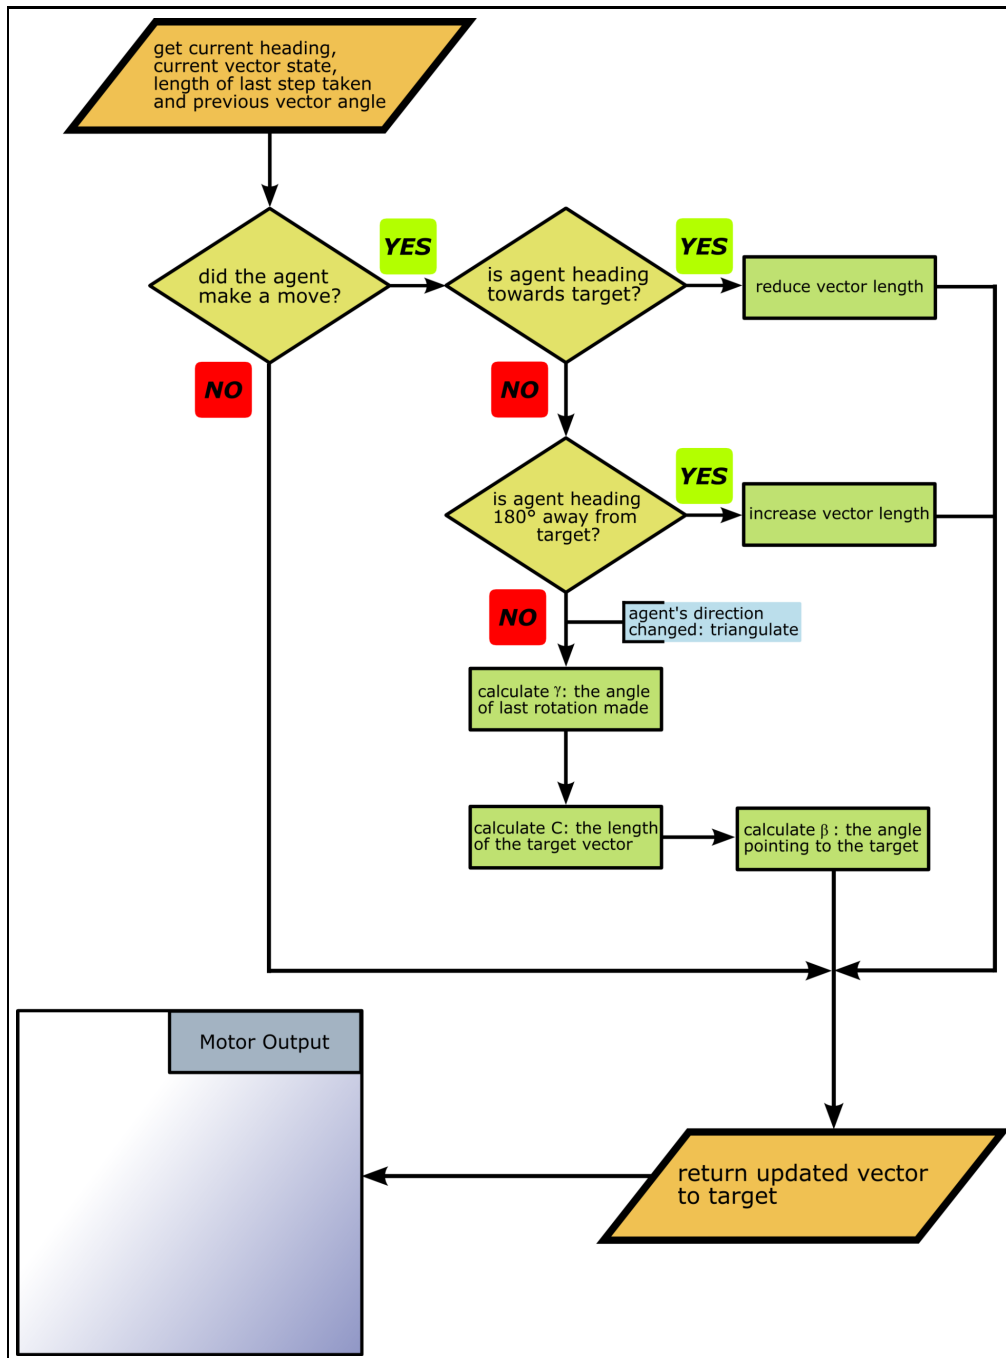 get current heading,
current vector state,
length of last step taken
and previous vector angle
did the agent
make a move?
YES
is agent heading
towards target?
YES
reduce vector length
NO
NO
is agent heading
180° away from
target?
YES
increase vector length
NO
agent's direction
changed: triangulate
calculate γ: the angle
of last rotation made
calculate C: the length
of the target vector
calculate β : the angle
pointing to the target
Motor Output
return updated vector
to target